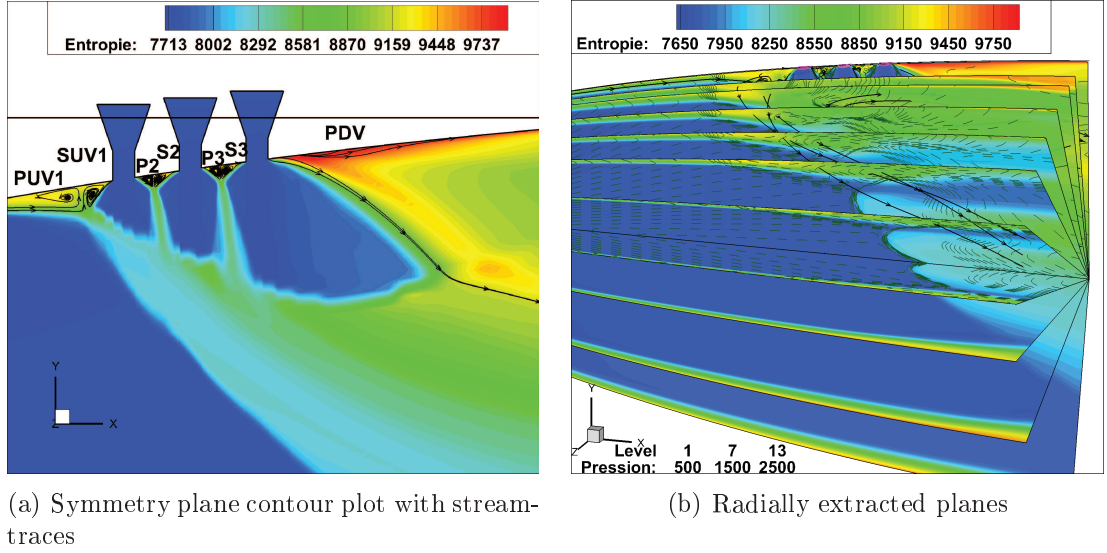 Entropie: 7713 8002 8292 8581 8870 9159 9448 9737
SUV1
S2
S3
PDV
PUV1
P2
P3
Y
Z
X
(a) Symmetry plane contour plot with stream-
traces
Entropie: 7650 7950 8250 8550 8850 9150 9450 9750
Y
Z
X
Level 1 7 13
Pression: 500 1500 2500
(b) Radially extracted planes